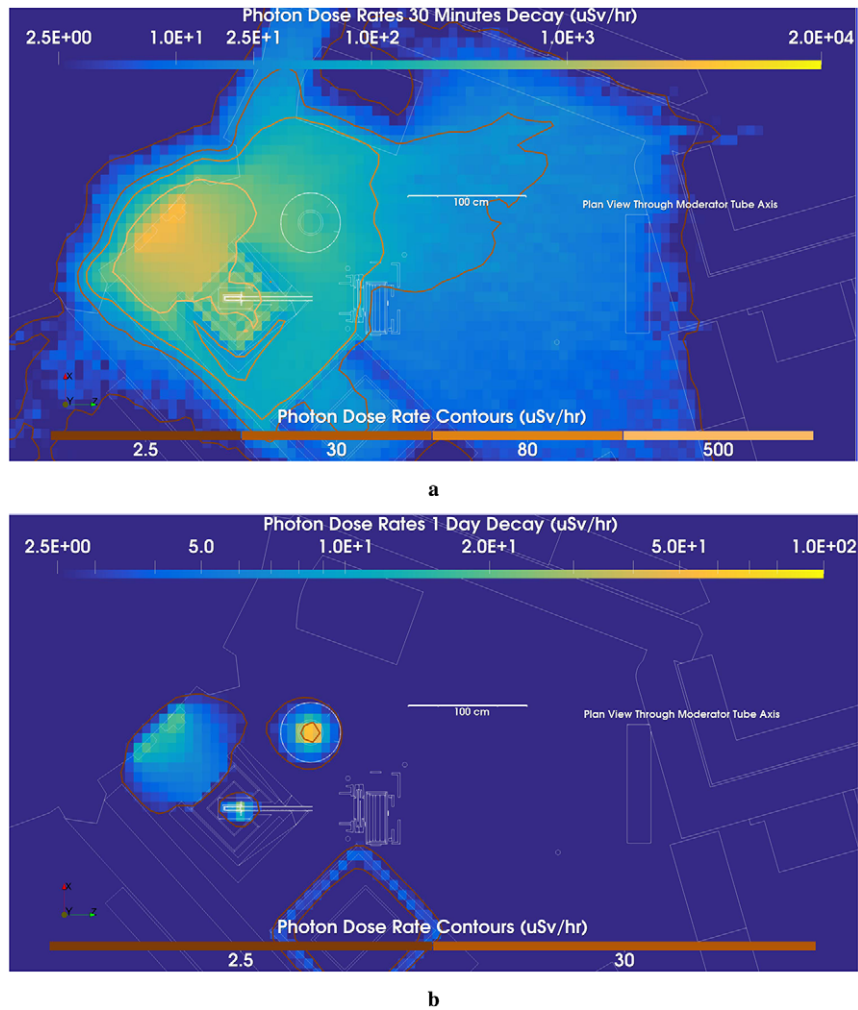 Photon Dose Rates 30 Minutes Decay (uSv/hr)
2.5E+00 1.0E+1 2.5E+1 1.0E+2 1.0E+3 2.0E+04
100 cm
Plan View Through Moderator Tube Axis
X
Y Z
Photon Dose Rate Contours (uSv/hr)
2.5 30 80 500
a
Photon Dose Rates 1 Day Decay (uSv/hr)
2.5E+00 5.0 1.0E+1 2.0E+1 5.0E+1 1.0E+02
100 cm
Plan View Through Moderator Tube Axis
X
Y Z
Photon Dose Rate Contours (uSv/hr)
2.5 30
b